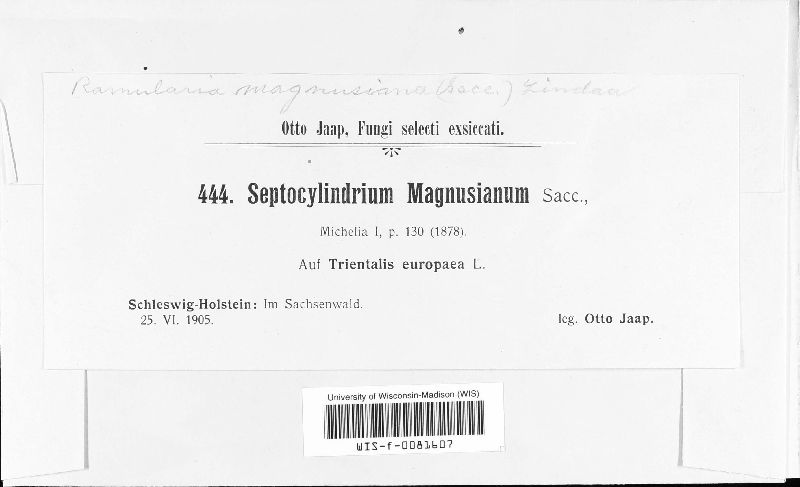 Ramularia magnusiana (Sacc.) Lindau
Otto Jaap, Fungi selecti exsiccati.
444. Septocylindrium Magnusianum Sacc.,
Michelia I, p. 130 (1878).
Auf Trientalis europaea L.
Schleswig-Holstein: Im Sachsenwald.
25. VI. 1905.
leg. Otto Jaap.
University of Wisconsin-Madison (WIS)
WIS-f-0081607